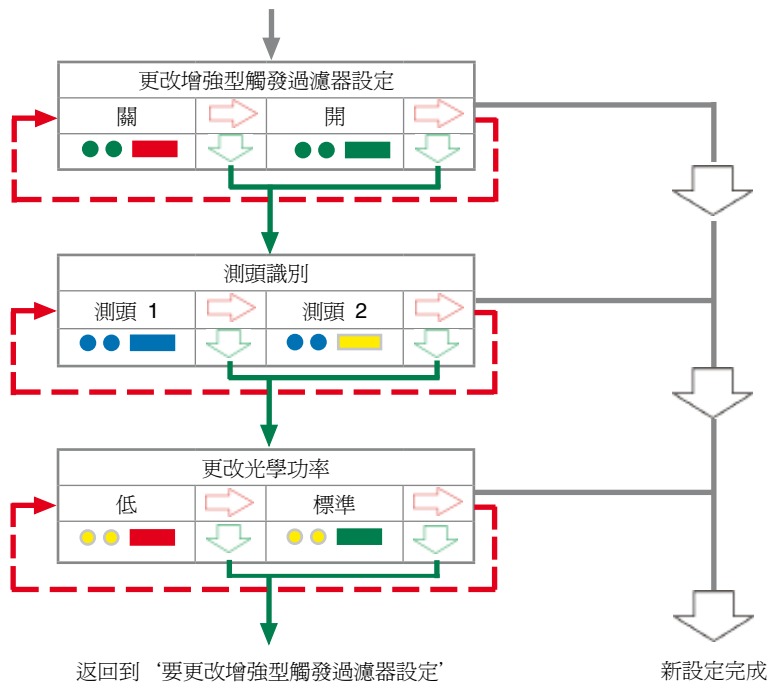 更改增強型觸發過濾器設定
關 開
測頭識別
測頭 1 測頭 2
更改光學功率
低 標準
返回到‘要更改增強型觸發過濾器設定’ 新設定完成